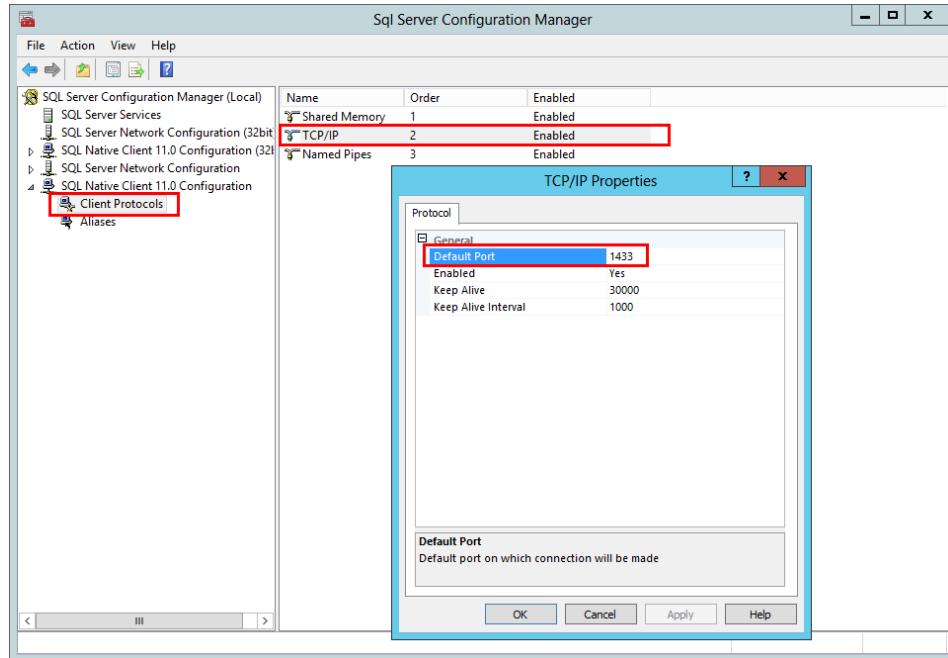 Sql Server Configuration Manager
File Action View Help
SQL Server Configuration Manager (Local)
SQL Server Services
SQL Server Network Configuration (32bit
SQL Native Client 11.0 Configuration (32b
SQL Server Network Configuration
SQL Native Client 11.0 Configuration
Client Protocols
Aliases
Name Order Enabled
Shared Memory 1 Enabled
TCP/IP 2 Enabled
Named Pipes 3 Enabled
TCP/IP Properties
Protocol
General
Default Port 1433
Enabled Yes
Keep Alive 30000
Keep Alive Interval 1000
Default Port
Default port on which connection will be made
OK Cancel Apply Help